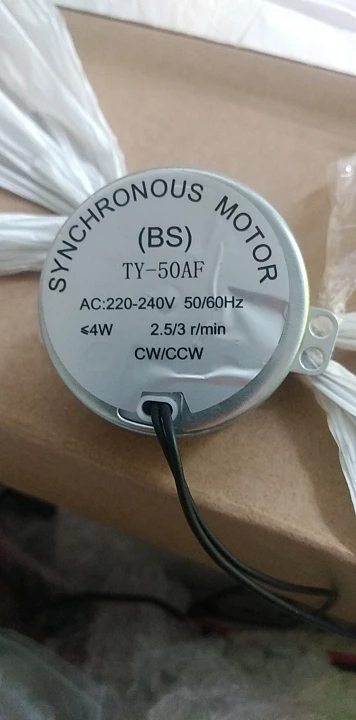 SYNCHRONOUS MOTOR
(BS)
TY-50AF
AC:220-240V 50/60Hz
≤4W 2.5/3 r/min
CW/CCW